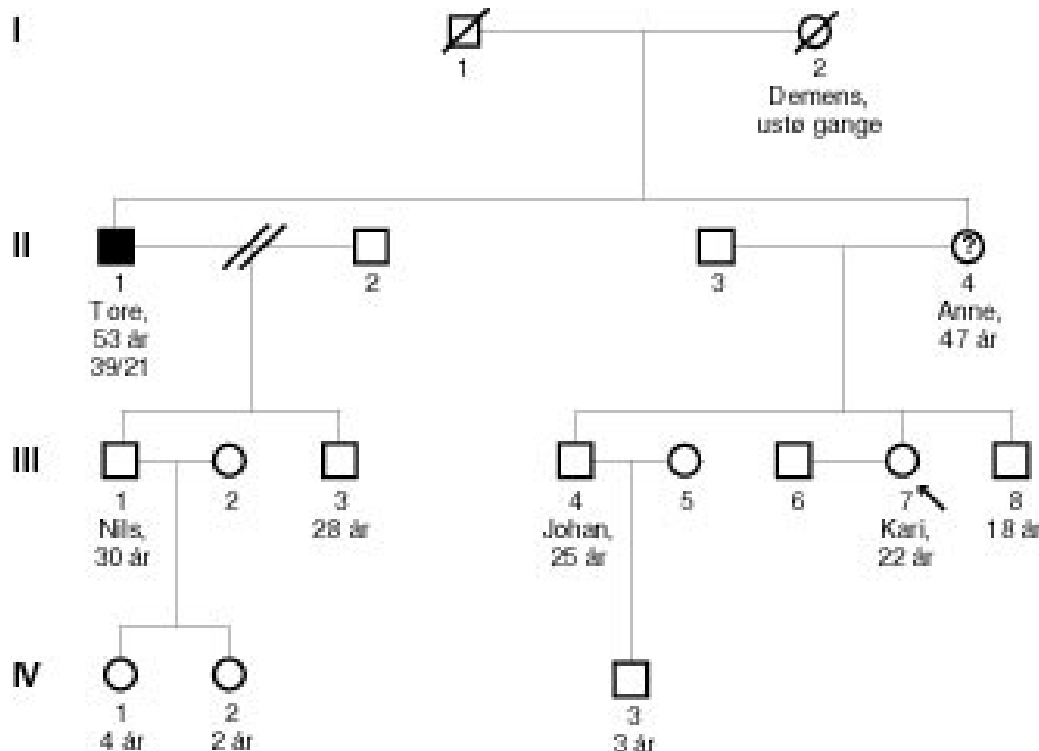 I
1
2
Demens,
ustø gange
II
?
1
2
3
4
Tore,
53 år
39/21
Anne,
47 år
III
1
2
3
4
5
6
7
8
Nils,
30 år
28 år
Johan,
25 år
Kari,
22 år
18 år
IV
1
2
3
4 år
2 år
3 år